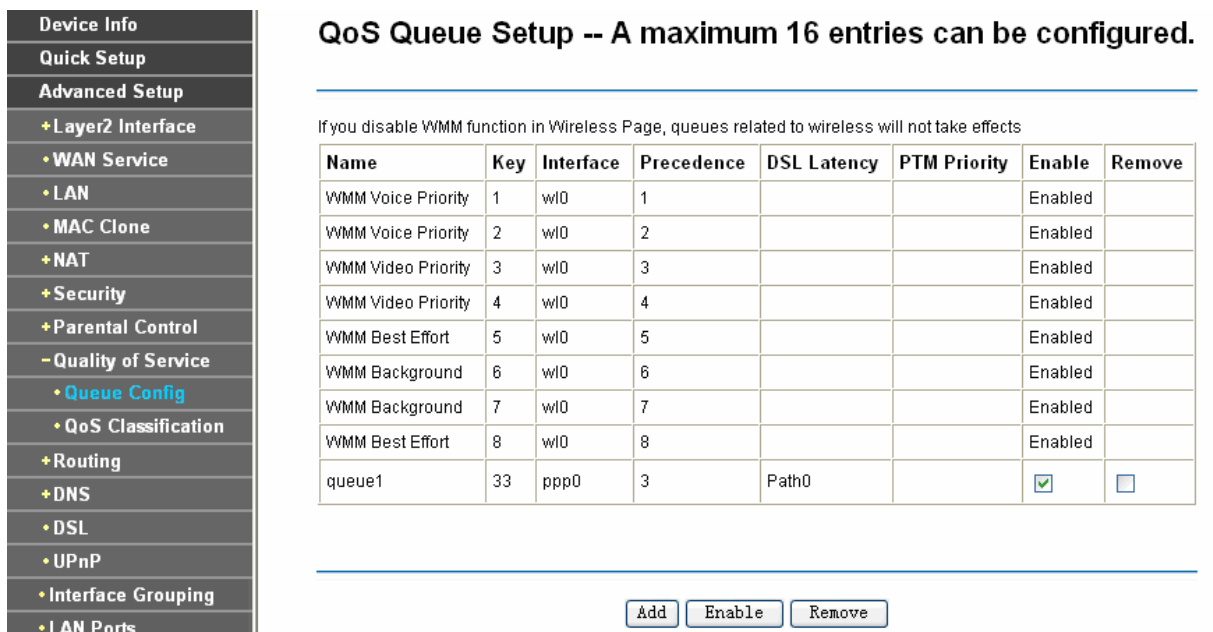 Device Info
Quick Setup
Advanced Setup
+Layer2 Interface
•WAN Service
•LAN
•MAC Clone
+NAT
+Security
+Parental Control
−Quality of Service
•Queue Config
•QoS Classification
+Routing
+DNS
•DSL
•UPnP
•Interface Grouping
•LAN Ports
QoS Queue Setup -- A maximum 16 entries can be configured.
If you disable WMM function in Wireless Page, queues related to wireless will not take effects
Name Key Interface Precedence DSL Latency PTM Priority Enable Remove
WMM Voice Priority 1 wl0 1 Enabled
WMM Voice Priority 2 wl0 2 Enabled
WMM Video Priority 3 wl0 3 Enabled
WMM Video Priority 4 wl0 4 Enabled
WMM Best Effort 5 wl0 5 Enabled
WMM Background 6 wl0 6 Enabled
WMM Background 7 wl0 7 Enabled
WMM Best Effort 8 wl0 8 Enabled
queue1 33 ppp0 3 Path0
Add Enable Remove